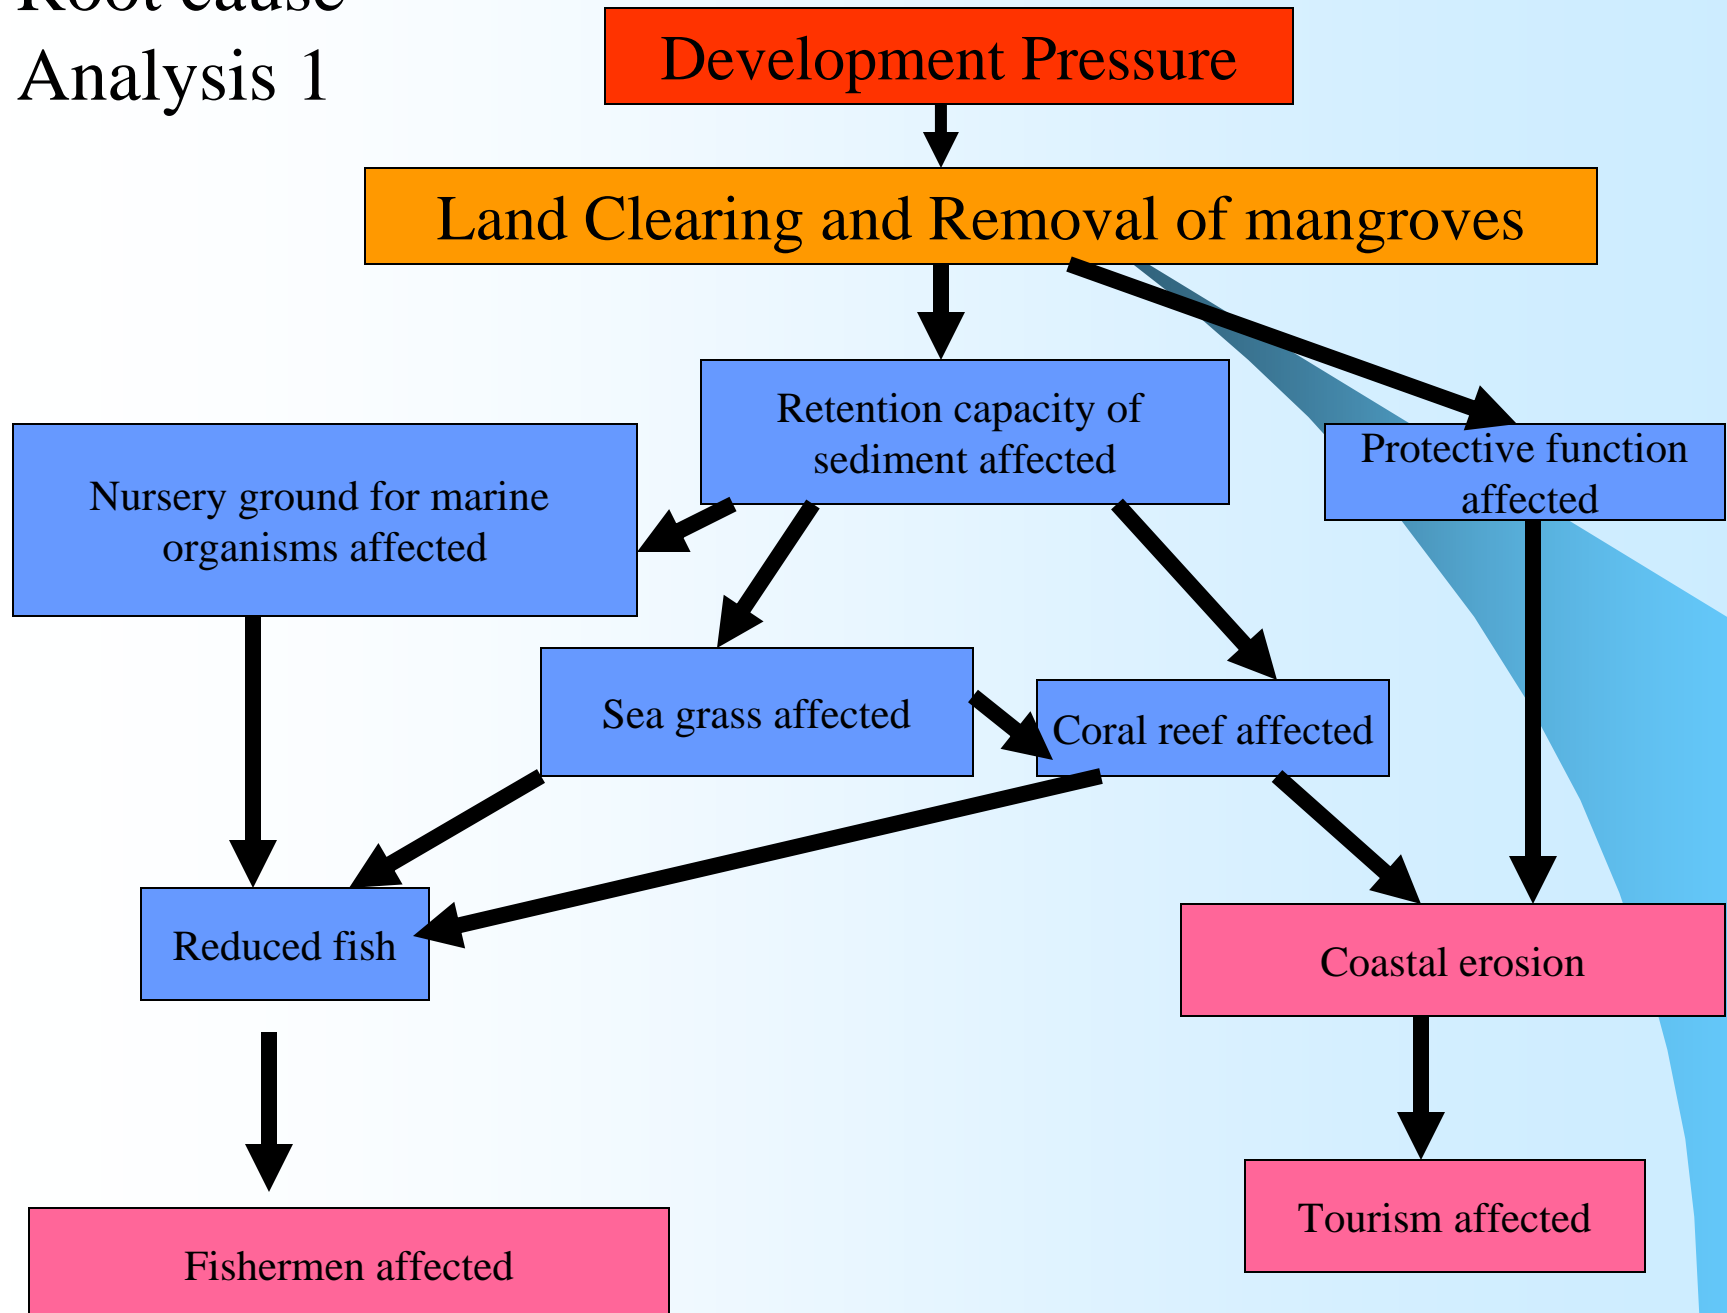 Root cause
Analysis 1
Development Pressure
Land Clearing and Removal of mangroves
Retention capacity of
sediment affected
Protective function
affected
Nursery ground for marine
organisms affected
Sea grass affected
Coral reef affected
Reduced fish
Coastal erosion
Tourism affected
Fishermen affected